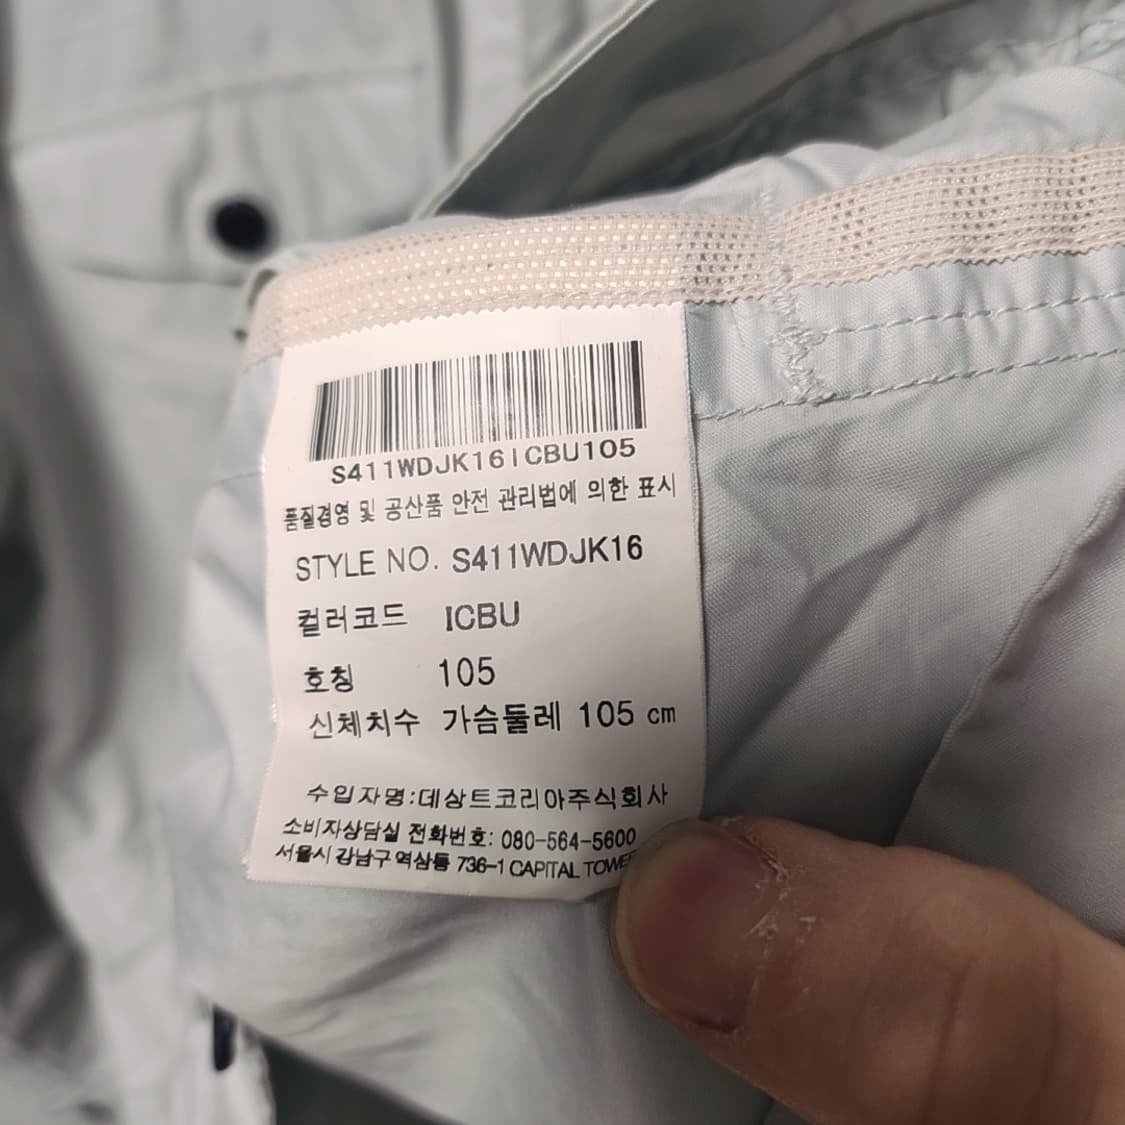 S411WDJK16ICBU105
품질경영 및 공산품 안전 관리법에 의한 표시
STYLE NO. S411WDJK16
컬러코드 ICBU
호칭 105
신체치수 가슴둘레 105 cm
수입자명:데상트코리아주식회사
소비자상담실 전화번호: 080-564-5600
서울시 강남구 역삼동 736-1 CAPITAL